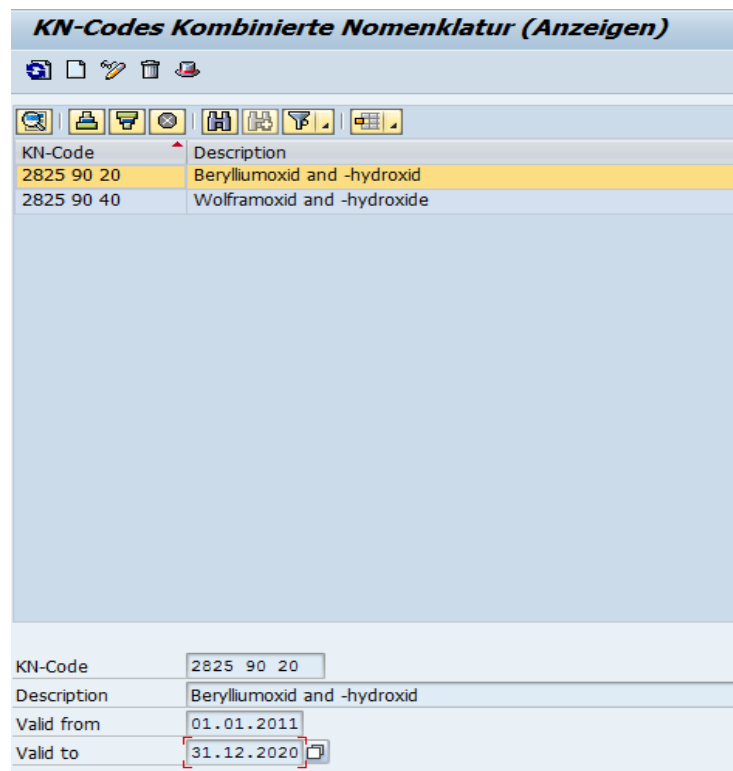 KN-Codes Kombinierte Nomenklatur (Anzeigen)
KN-Code Description
2825 90 20 Berylliumoxid and -hydroxid
2825 90 40 Wolframoxid and -hydroxide
KN-Code 2825 90 20
Description Berylliumoxid and -hydroxid
Valid from 01.01.2011
Valid to 31.12.2020